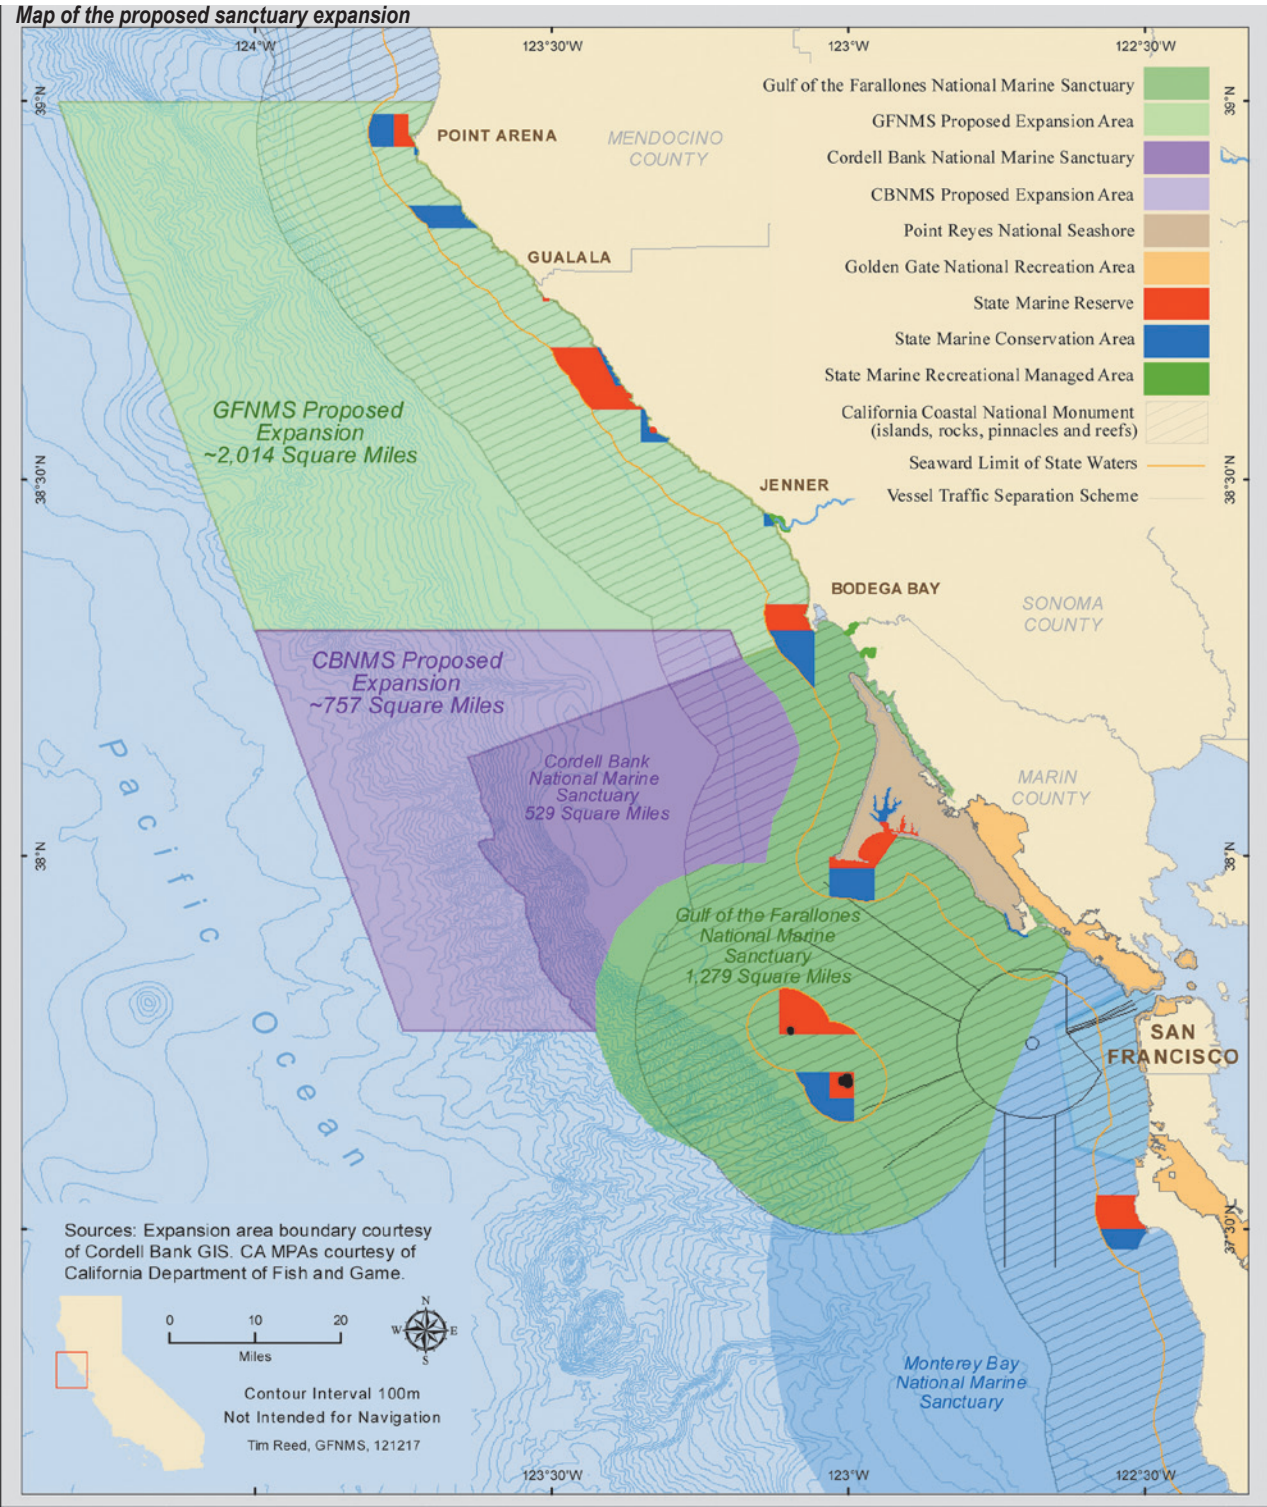 Map of the proposed sanctuary expansion
124°W
123°30'W
123°W
122°30'W
39°N
39°N
Gulf of the Farallones National Marine Sanctuary
GFNMS Proposed Expansion Area
Cordell Bank National Marine Sanctuary
CBNMS Proposed Expansion Area
Point Reyes National Seashore
Golden Gate National Recreation Area
State Marine Reserve
State Marine Conservation Area
State Marine Recreational Managed Area
California Coastal National Monument
(islands, rocks, pinnacles and reefs)
Seaward Limit of State Waters
Vessel Traffic Separation Scheme
POINT ARENA
MENDOCINO
COUNTY
GUALALA
GFNMS Proposed
Expansion
~2,014 Square Miles
38°30'N
38°30'N
JENNER
BODEGA BAY
SONOMA
COUNTY
CBNMS Proposed
Expansion
~757 Square Miles
Cordell Bank
National Marine
Sanctuary
529 Square Miles
MARIN
COUNTY
Pacific
Ocean
38°N
38°N
Gulf of the Farallones
National Marine
Sanctuary
1,279 Square Miles
SAN
FRANCISCO
37°30'N
Sources: Expansion area boundary courtesy
of Cordell Bank GIS. CA MPAs courtesy of
California Department of Fish and Game.
0 10 20
Miles
N
W E
S
Contour Interval 100m
Not Intended for Navigation
Tim Reed, GFNMS, 121217
Monterey Bay
National Marine
Sanctuary
123°30'W
123°W
122°30'W